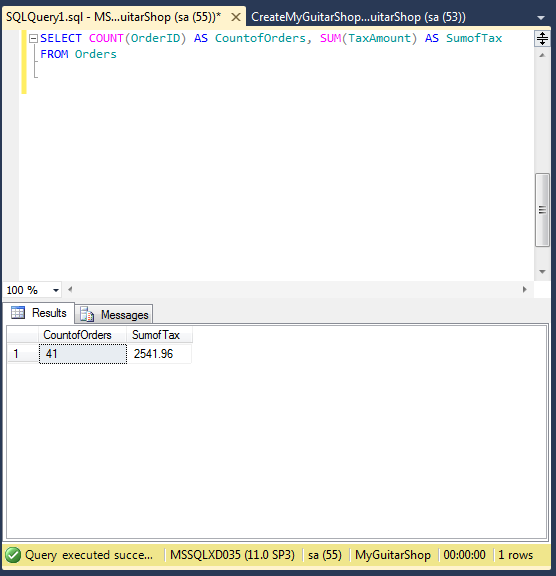 SQLQuery1.sql - MS...uitarShop (sa (55))* CreateMyGuitarShop...uitarShop (sa (53))
SELECT COUNT(OrderID) AS CountofOrders, SUM(TaxAmount) AS SumofTax
FROM Orders
100 %
Results Messages
CountofOrders SumofTax
1 41 2541.96
Query executed succe... MSSQLXD035 (11.0 SP3) sa (55) MyGuitarShop 00:00:00 1 rows